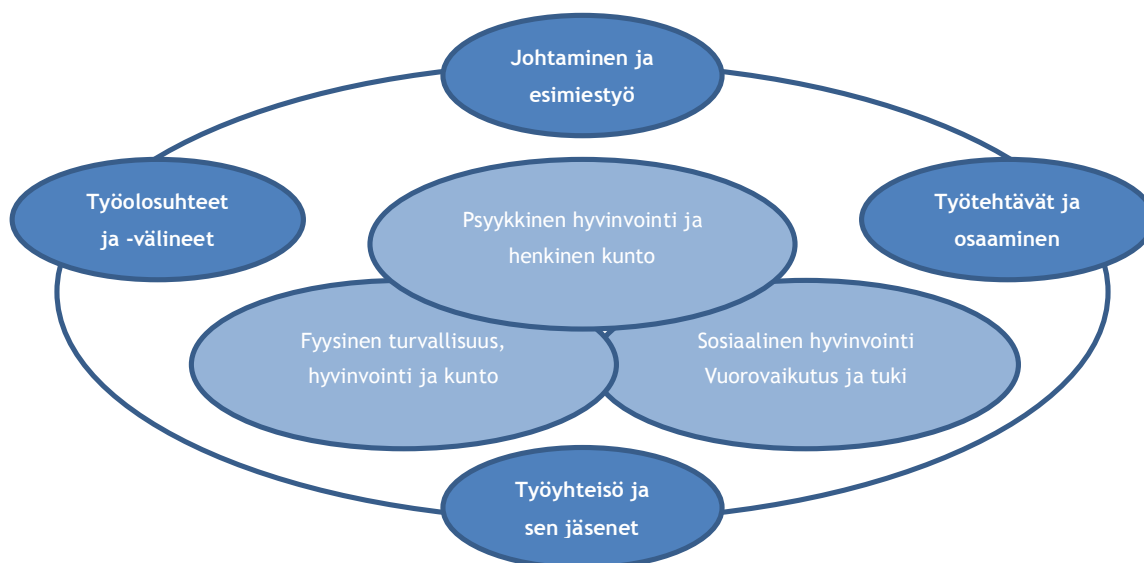 Johtaminen ja
esimiestyö
Työolosuhteet
ja -välineet
Työtehtävät ja
osaaminen
Psyykkinen hyvinvointi ja
henkinen kunto
Fyysinen turvallisuus,
hyvinvointi ja kunto
Sosiaalinen hyvinvointi
Vuorovaikutus ja tuki
Työyhteisö ja
sen jäsenet